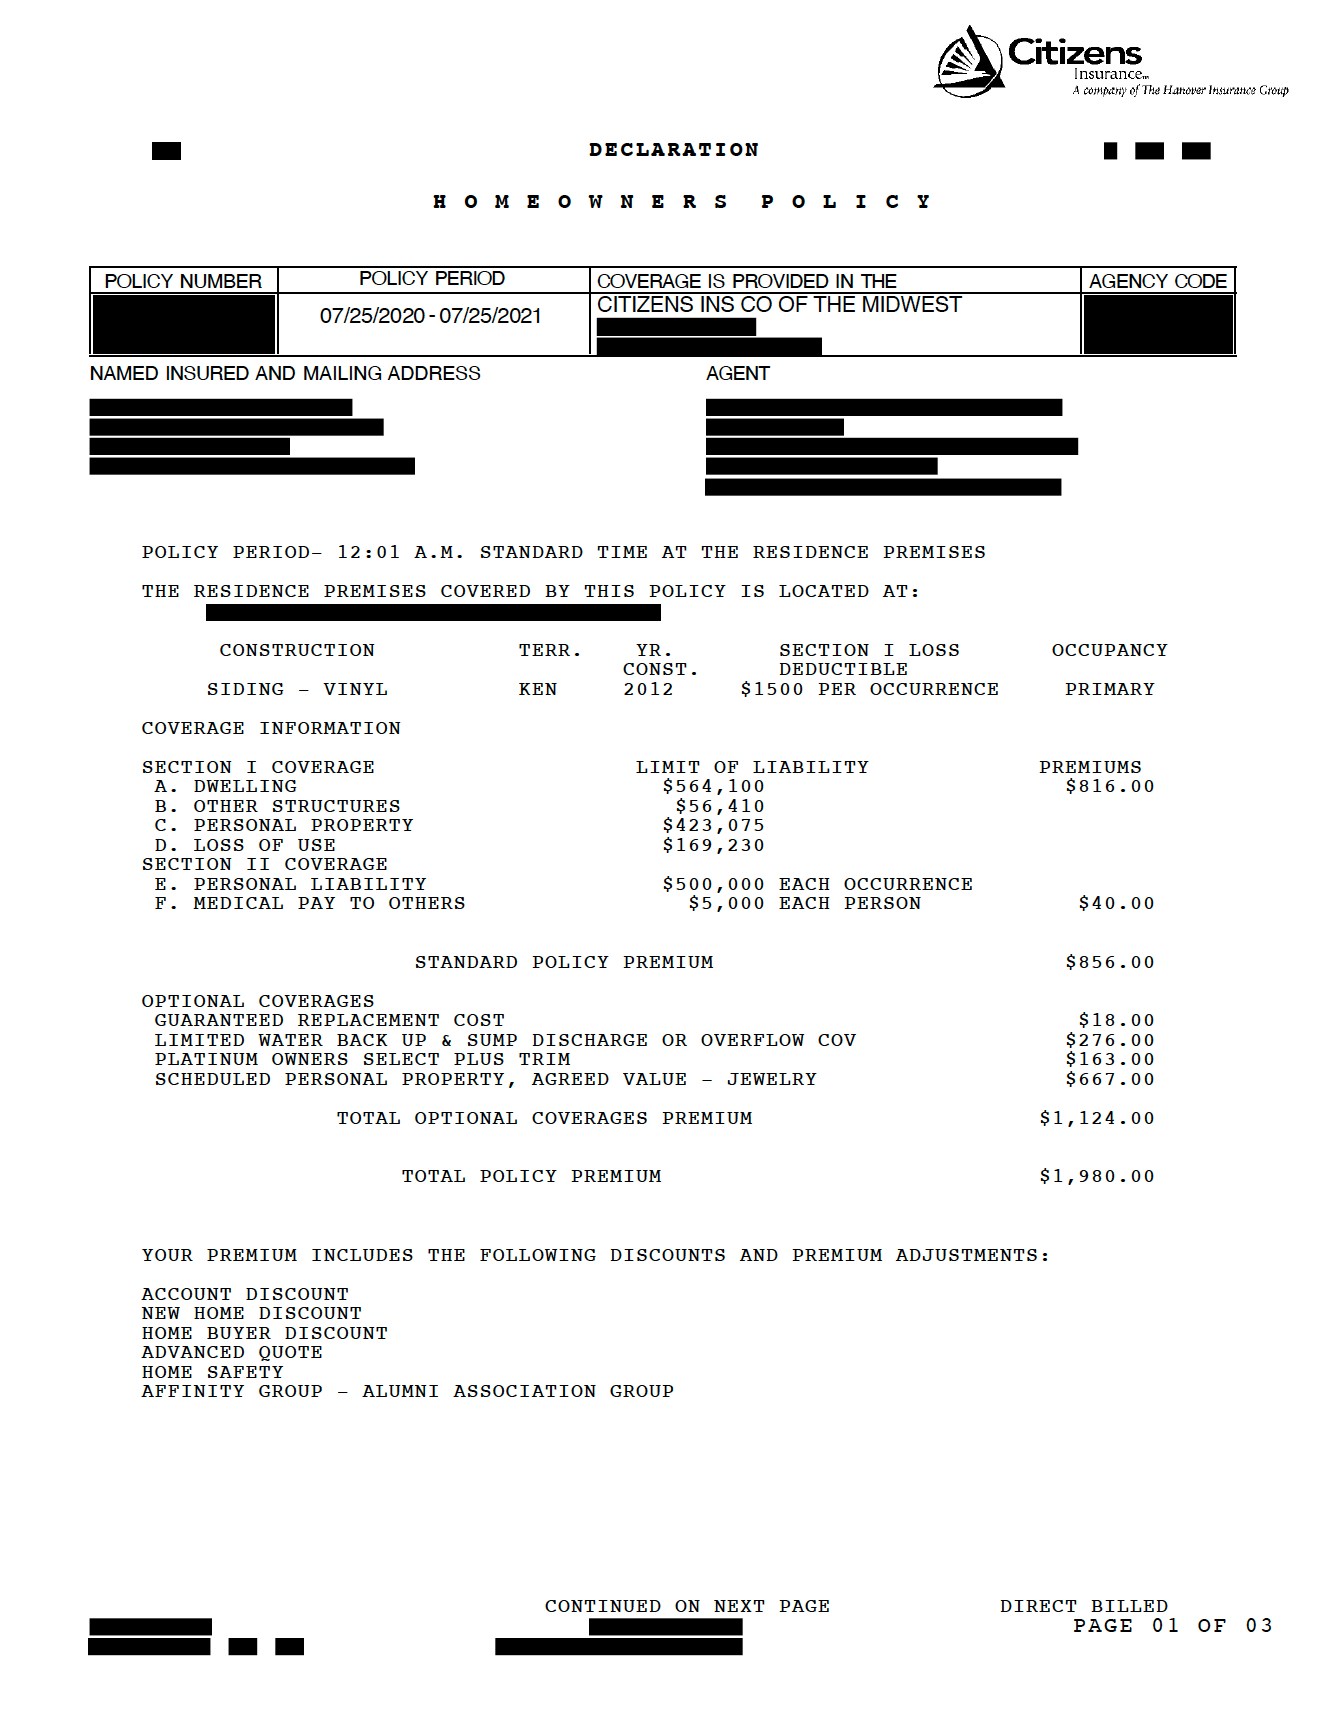 Citizens
Insurance™
A company of The Hanover Insurance Group
DECLARATION
HOMEOWNERS POLICY
POLICY NUMBER POLICY PERIOD COVERAGE IS PROVIDED IN THE AGENCY CODE
07/25/2020 - 07/25/2021 CITIZENS INS CO OF THE MIDWEST
NAMED INSURED AND MAILING ADDRESS AGENT
POLICY PERIOD– 12:01 A.M. STANDARD TIME AT THE RESIDENCE PREMISES
THE RESIDENCE PREMISES COVERED BY THIS POLICY IS LOCATED AT:
CONSTRUCTION TERR. YR. SECTION I LOSS OCCUPANCY
CONST. DEDUCTIBLE
SIDING – VINYL KEN 2012 $1500 PER OCCURRENCE PRIMARY
COVERAGE INFORMATION
SECTION I COVERAGE LIMIT OF LIABILITY PREMIUMS
A. DWELLING $564,100 $816.00
B. OTHER STRUCTURES $56,410
C. PERSONAL PROPERTY $423,075
D. LOSS OF USE $169,230
SECTION II COVERAGE
E. PERSONAL LIABILITY $500,000 EACH OCCURRENCE
F. MEDICAL PAY TO OTHERS $5,000 EACH PERSON $40.00
STANDARD POLICY PREMIUM $856.00
OPTIONAL COVERAGES
GUARANTEED REPLACEMENT COST $18.00
LIMITED WATER BACK UP & SUMP DISCHARGE OR OVERFLOW COV $276.00
PLATINUM OWNERS SELECT PLUS TRIM $163.00
SCHEDULED PERSONAL PROPERTY, AGREED VALUE – JEWELRY $667.00
TOTAL OPTIONAL COVERAGES PREMIUM $1,124.00
TOTAL POLICY PREMIUM $1,980.00
YOUR PREMIUM INCLUDES THE FOLLOWING DISCOUNTS AND PREMIUM ADJUSTMENTS:
ACCOUNT DISCOUNT
NEW HOME DISCOUNT
HOME BUYER DISCOUNT
ADVANCED QUOTE
HOME SAFETY
AFFINITY GROUP – ALUMNI ASSOCIATION GROUP
CONTINUED ON NEXT PAGE DIRECT BILLED
PAGE 01 OF 03